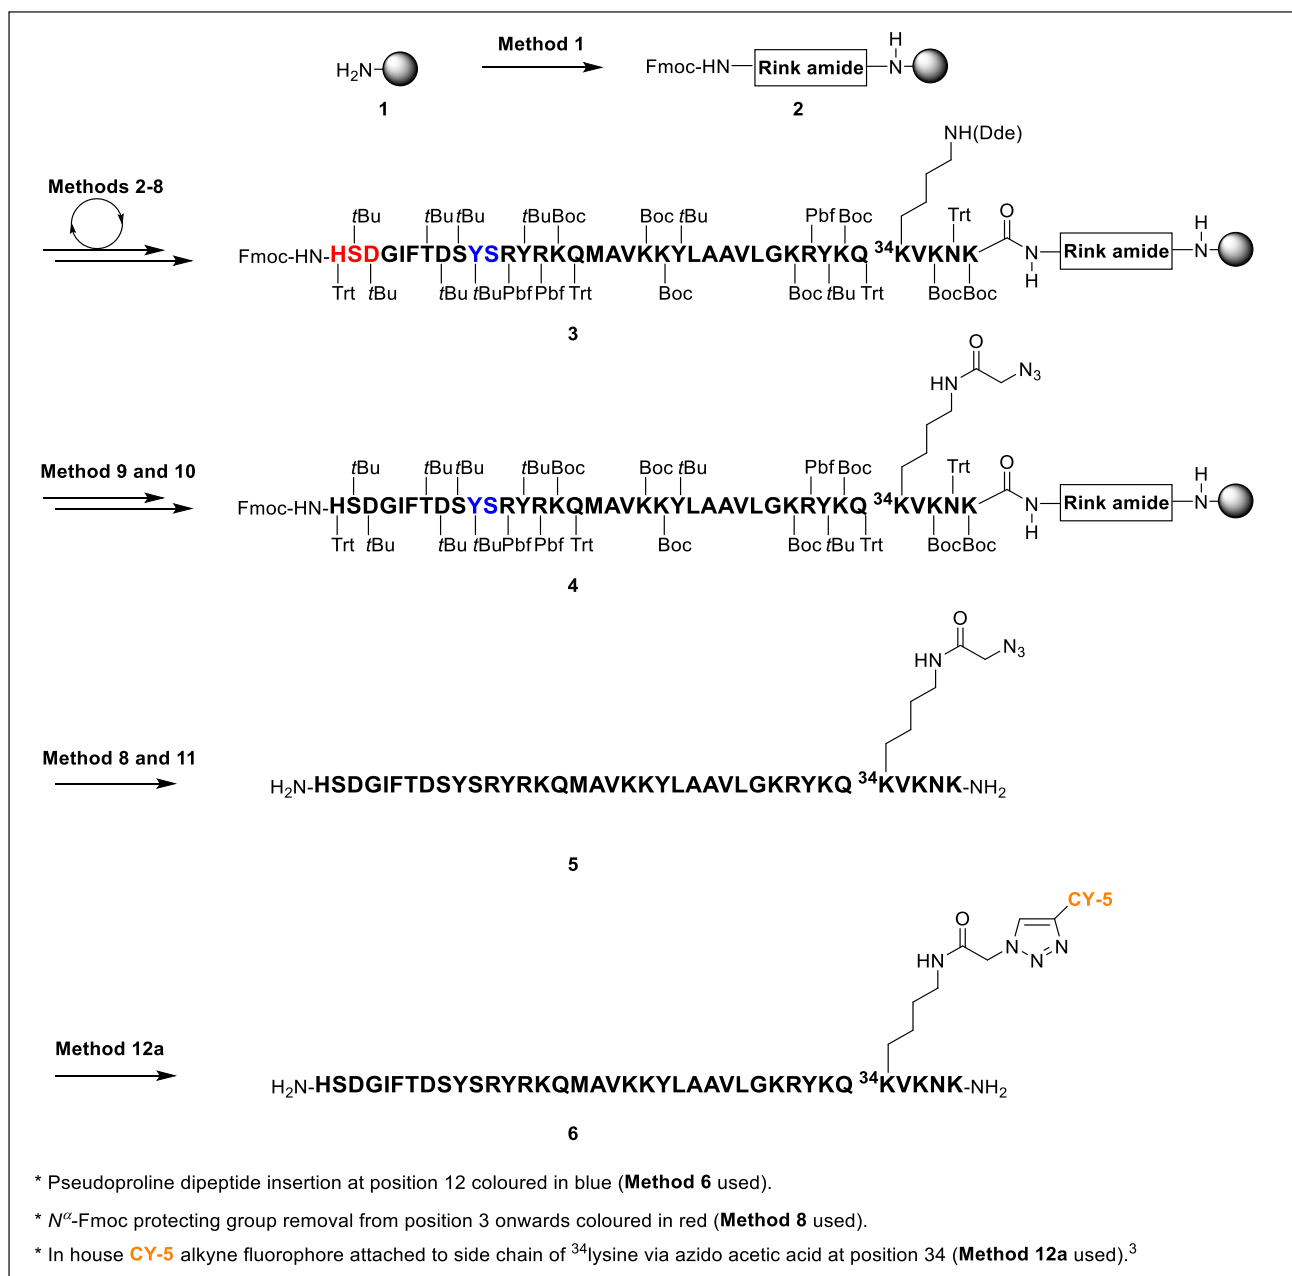 Method 1
H₂N
Fmoc-HN Rink amide N H
1 2
NH(Dde)
Methods 2-8
tBu tBu tBu tBu Boc Boc tBu Pbf Boc Trt O H
Fmoc-HN-HSDGIFTDSYSRYRKQMAVKKYLAAVLGKRYKQ ³⁴KVKNK N H Rink amide N
Trt tBu tBu tBu Pbf Pbf Trt Boc Boc tBu Trt Boc Boc
3
O
HN N₃
Method 9 and 10
tBu tBu tBu tBu Boc Boc tBu Pbf Boc Trt O H
Fmoc-HN-HSDGIFTDSYSRYRKQMAVKKYLAAVLGKRYKQ ³⁴KVKNK N H Rink amide N
Trt tBu tBu tBu Pbf Pbf Trt Boc Boc tBu Trt Boc Boc
4
O
HN N₃
Method 8 and 11
H₂N-HSDGIFTDSYSRYRKQMAVKKYLAAVLGKRYKQ ³⁴KVKNK-NH₂
5
CY-5
O
HN N N N
Method 12a
H₂N-HSDGIFTDSYSRYRKQMAVKKYLAAVLGKRYKQ ³⁴KVKNK-NH₂
6
* Pseudoproline dipeptide insertion at position 12 coloured in blue (Method 6 used).
* Nᵅ-Fmoc protecting group removal from position 3 onwards coloured in red (Method 8 used).
* In house CY-5 alkyne fluorophore attached to side chain of ³⁴lysine via azido acetic acid at position 34 (Method 12a used).³